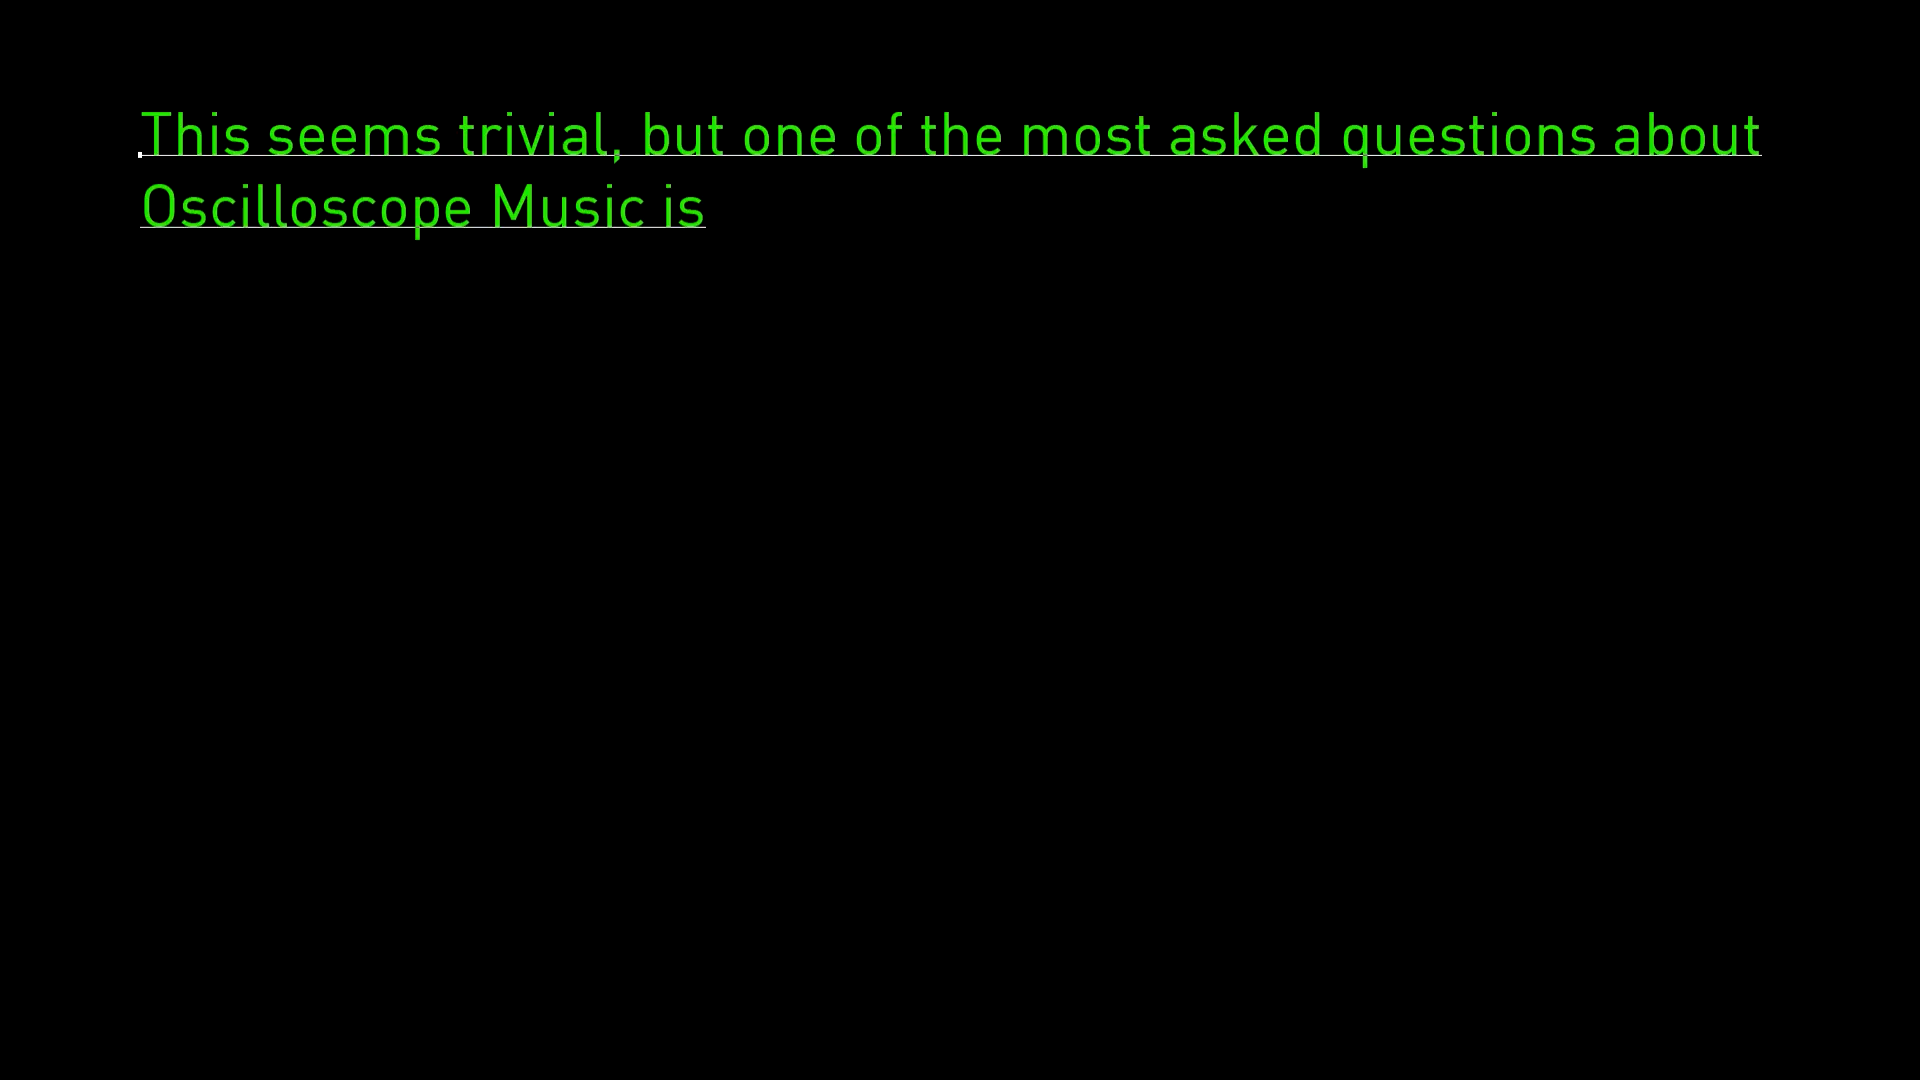 This seems trivial, but one of the most asked questions about
Oscilloscope Music is